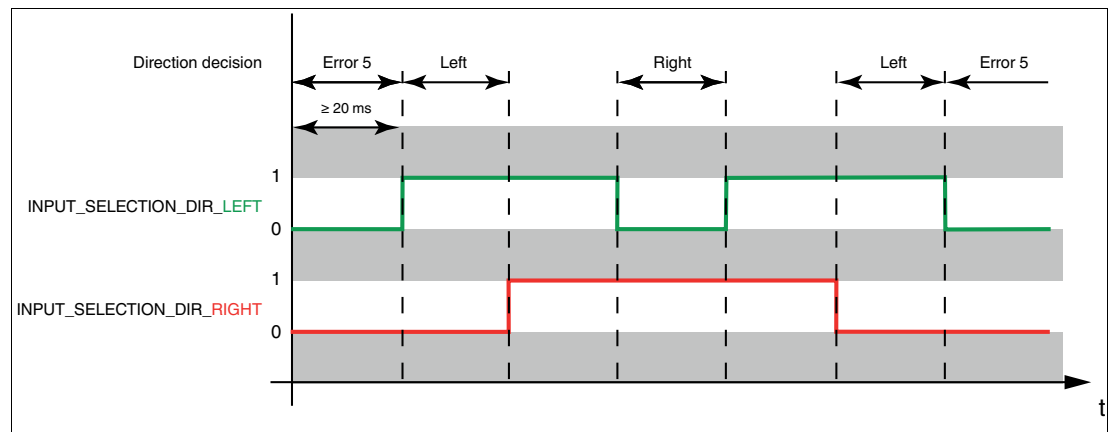 Direction decision Error 5 Left Right Left Error 5
≥ 20 ms
1
INPUT_SELECTION_DIR_LEFT
0
1
INPUT_SELECTION_DIR_RIGHT
0
t